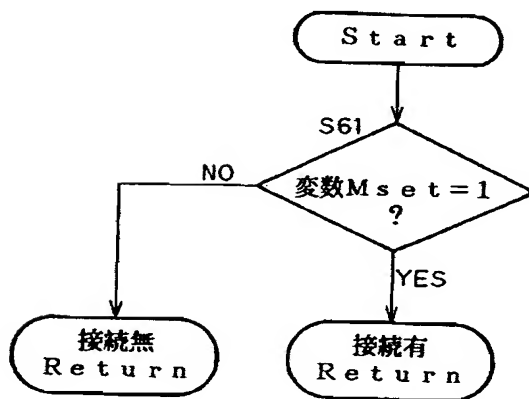 Start
S61
NO
変数Mset=1
?
YES
接続無
Return
接続有
Return